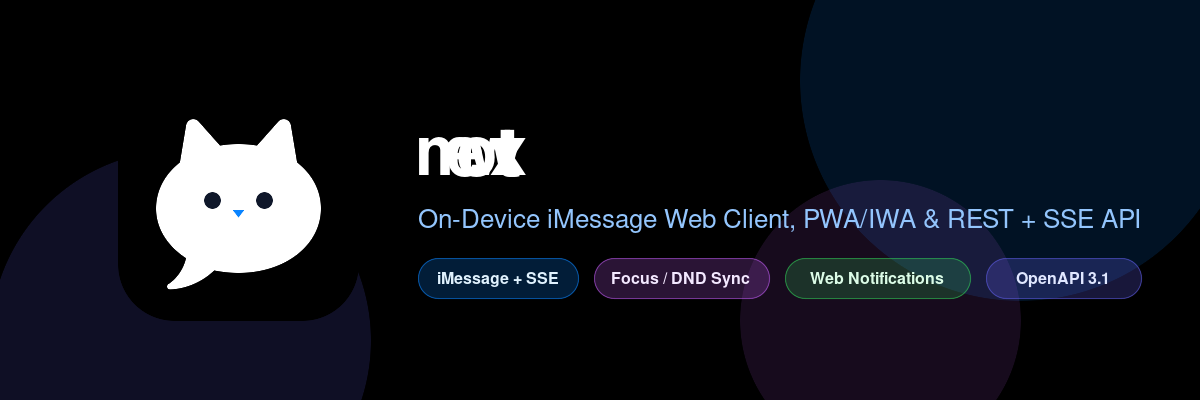 On-Device iMessage Web Client, PWA/IWA & REST + SSE API
iMessage + SSE Focus / DND Sync Web Notifications OpenAPI 3.1